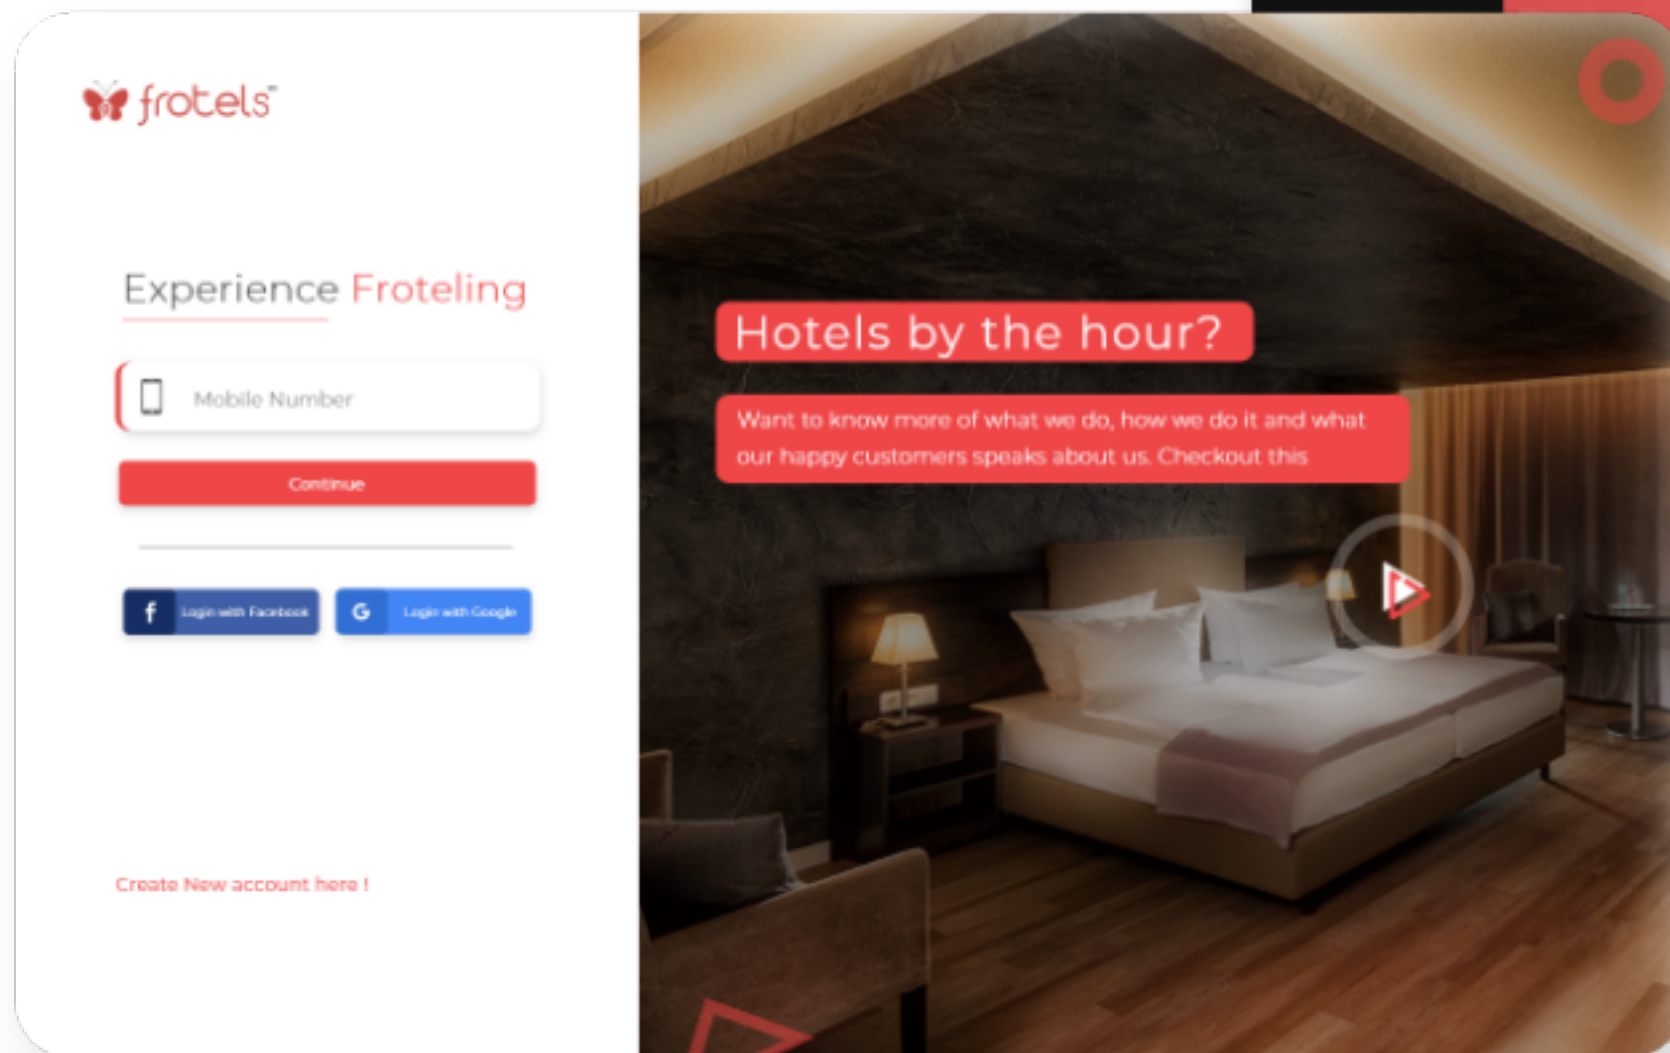 frotels™
Experience Froteling
Mobile Number
Continue
f Login with Facebook
G Login with Google
Create New account here !
Hotels by the hour?
Want to know more of what we do, how we do it and what
our happy customers speaks about us. Checkout this